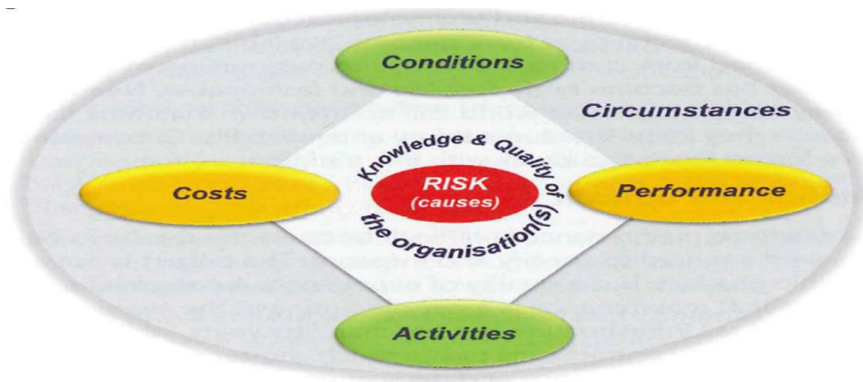 Conditions
Circumstances
Knowledge & Quality of
the organisation(s)
Costs
RISK
(causes)
Performance
Activities